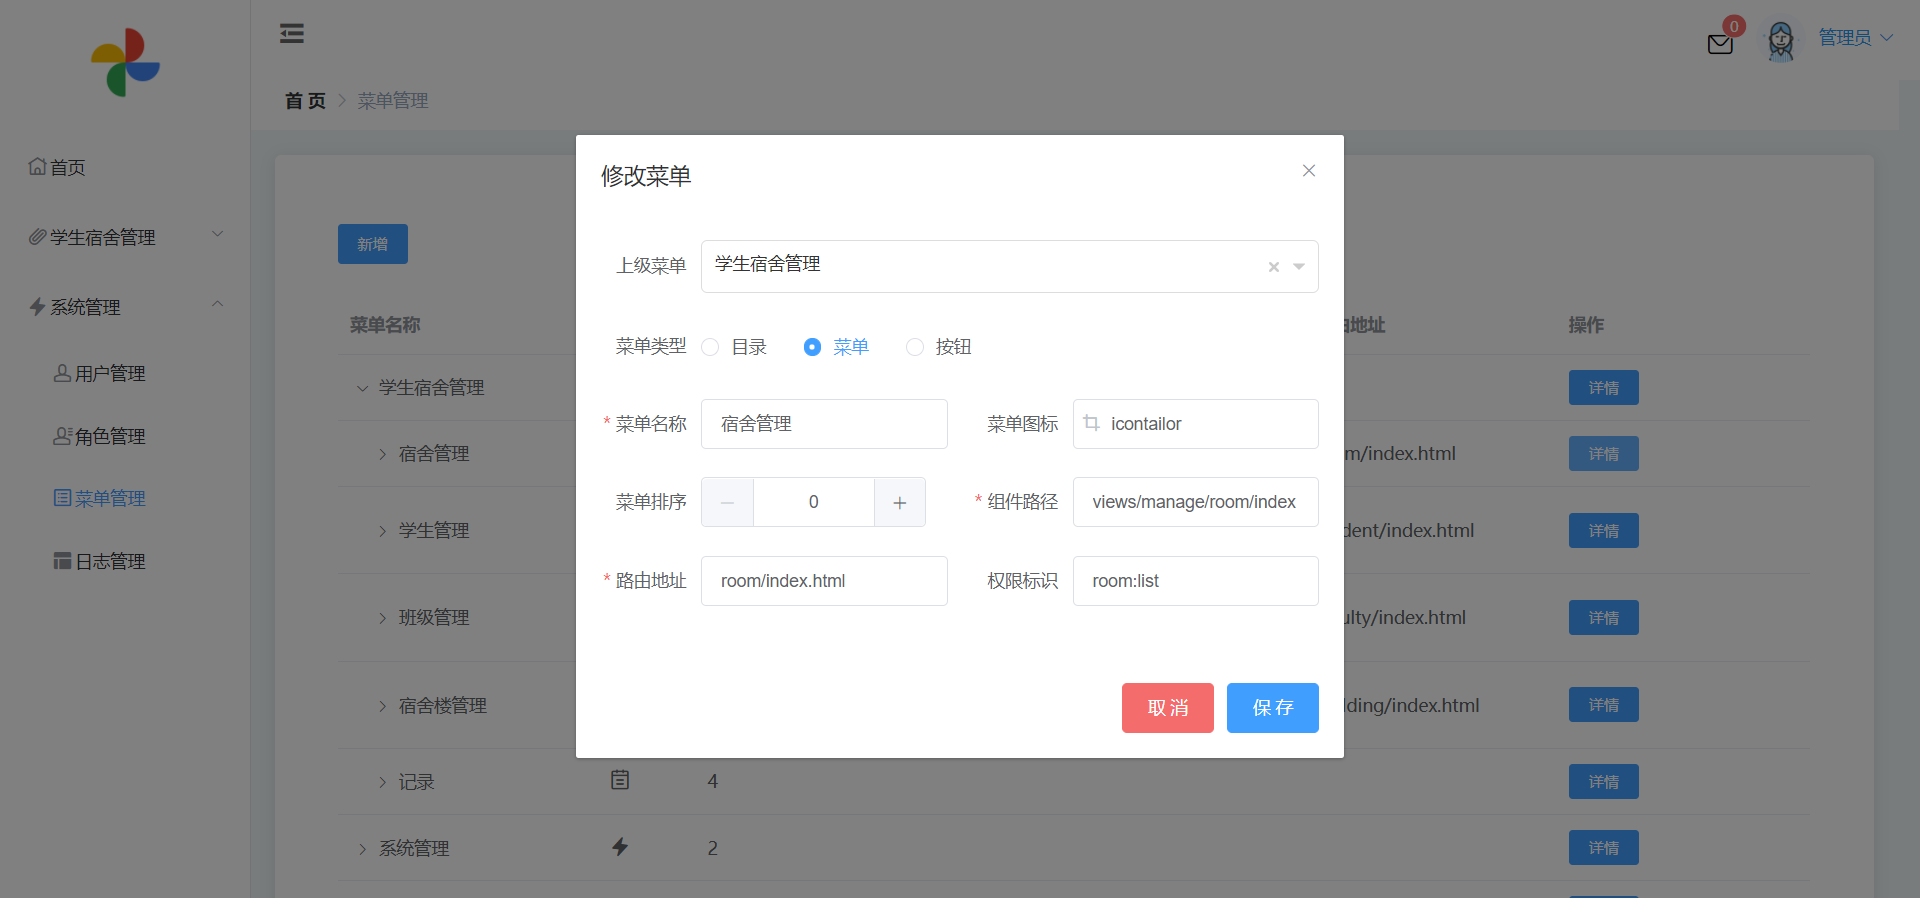 0
管理员
首页 > 菜单管理
首页
学生宿舍管理
系统管理
用户管理
角色管理
菜单管理
日志管理
新增
菜单名称
地址
操作
学生宿舍管理
详情
宿舍管理
m/index.html
详情
学生管理
dent/index.html
详情
班级管理
ulty/index.html
详情
宿舍楼管理
lding/index.html
详情
记录
4
详情
系统管理
2
详情
修改菜单
上级菜单
学生宿舍管理
菜单类型
目录
菜单
按钮
* 菜单名称
宿舍管理
菜单图标
icontailor
菜单排序
0
* 组件路径
views/manage/room/index
* 路由地址
room/index.html
权限标识
room:list
取消
保存